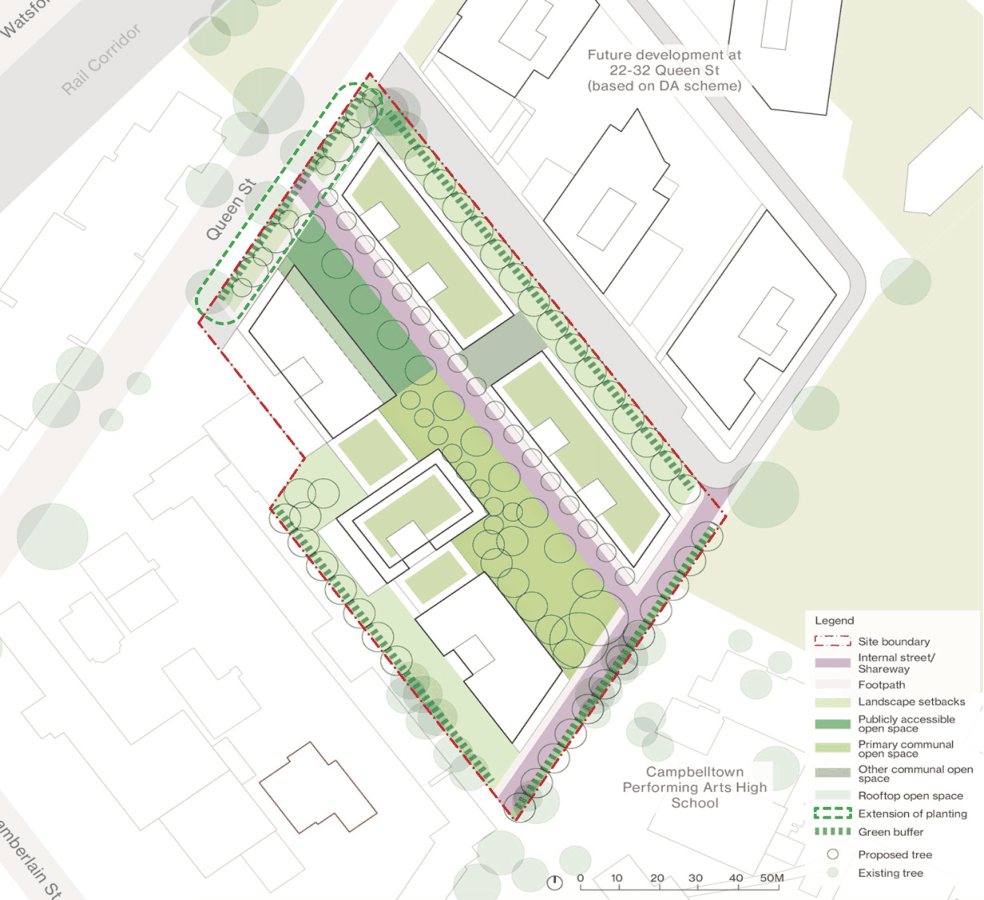 Rail Corridor
Future development at
22-32 Queen St
(based on DA scheme)
Queen St
Campbelltown
Performing Arts High
School
Legend
Site boundary
Internal street/
Shareway
Footpath
Landscape setbacks
Publicly accessible
open space
Primary communal
open space
Other communal open
space
Rooftop open space
Extension of planting
Green buffer
Proposed tree
Existing tree
0 10 20 30 40 50M